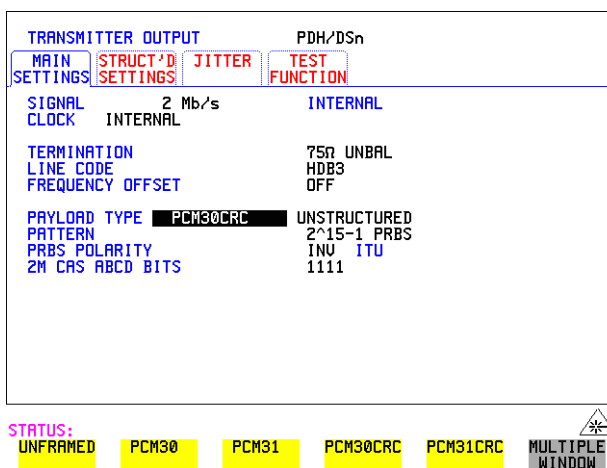 TRANSMITTER OUTPUT PDH/DSn
MAIN SETTINGS STRUCT'D SETTINGS JITTER TEST FUNCTION
SIGNAL 2 Mb/s INTERNAL
CLOCK INTERNAL
TERMINATION 75Ω UNBAL
LINE CODE HDB3
FREQUENCY OFFSET OFF
PAYLOAD TYPE PCM30CRC UNSTRUCTURED
PATTERN 2^15-1 PRBS
PRBS POLARITY INV ITU
2M CAS ABCD BITS 1111
STATUS:
UNFRAMED PCM30 PCM31 PCM30CRC PCM31CRC MULTIPLE WINDOW